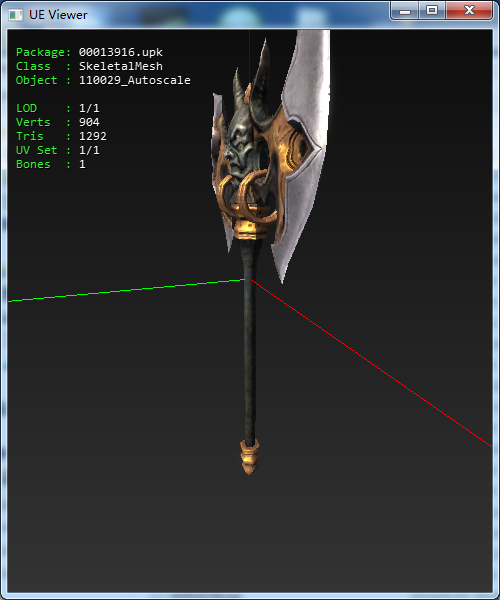 UE Viewer
Package: 00013916.upk
Class : SkeletalMesh
Object : 110029_Autoscale
LOD : 1/1
Verts : 904
Tris : 1292
UV Set : 1/1
Bones : 1